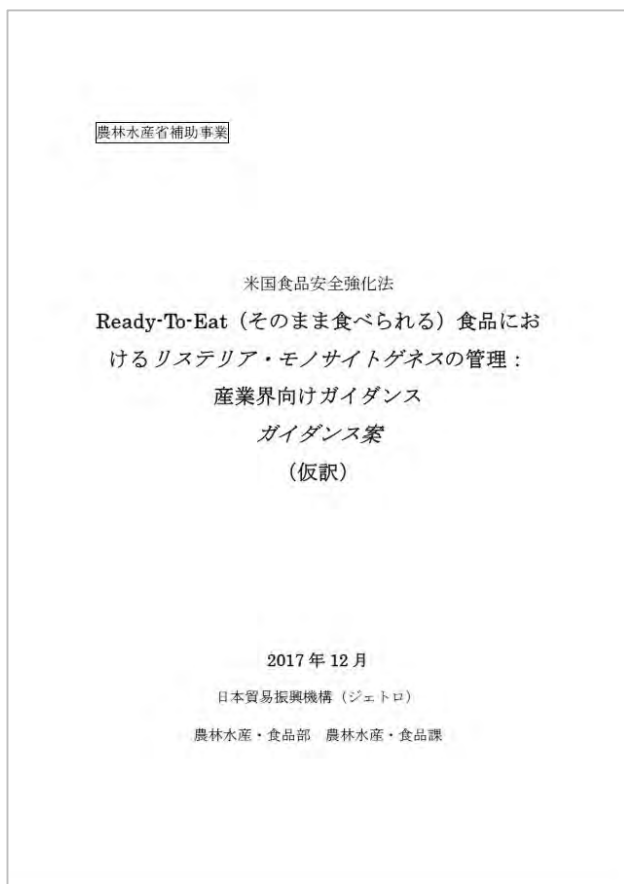 農林水産省補助事業
米国食品安全強化法
Ready-To-Eat（そのまま食べられる）食品にお
けるリステリア・モノサイトゲネスの管理：
産業界向けガイダンス
ガイダンス案
（仮訳）
2017年12月
日本貿易振興機構（ジェトロ）
農林水産・食品部　農林水産・食品課